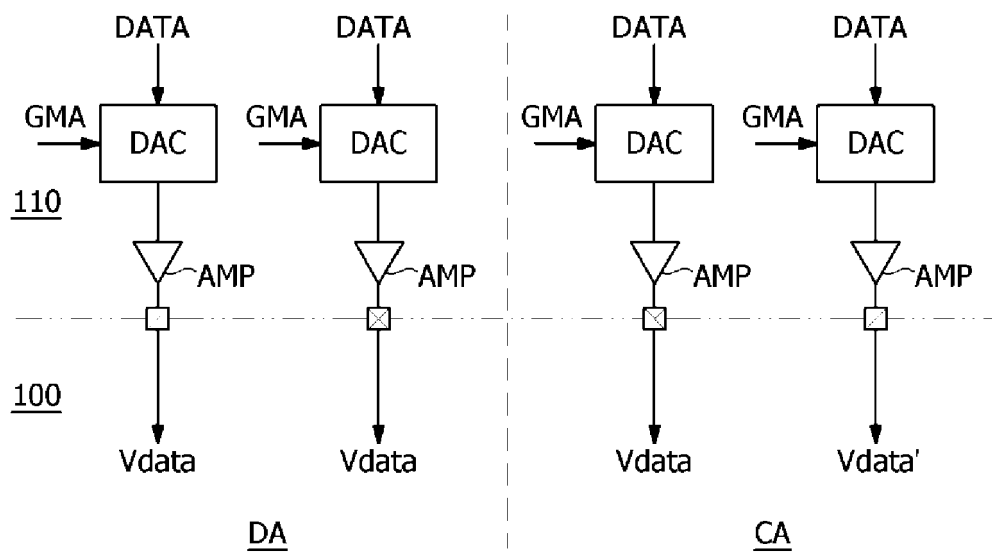 DATA DATA DATA DATA
GMA DAC GMA DAC GMA DAC GMA DAC
110
AMP AMP AMP AMP
100
Vdata Vdata Vdata Vdata'
DA CA